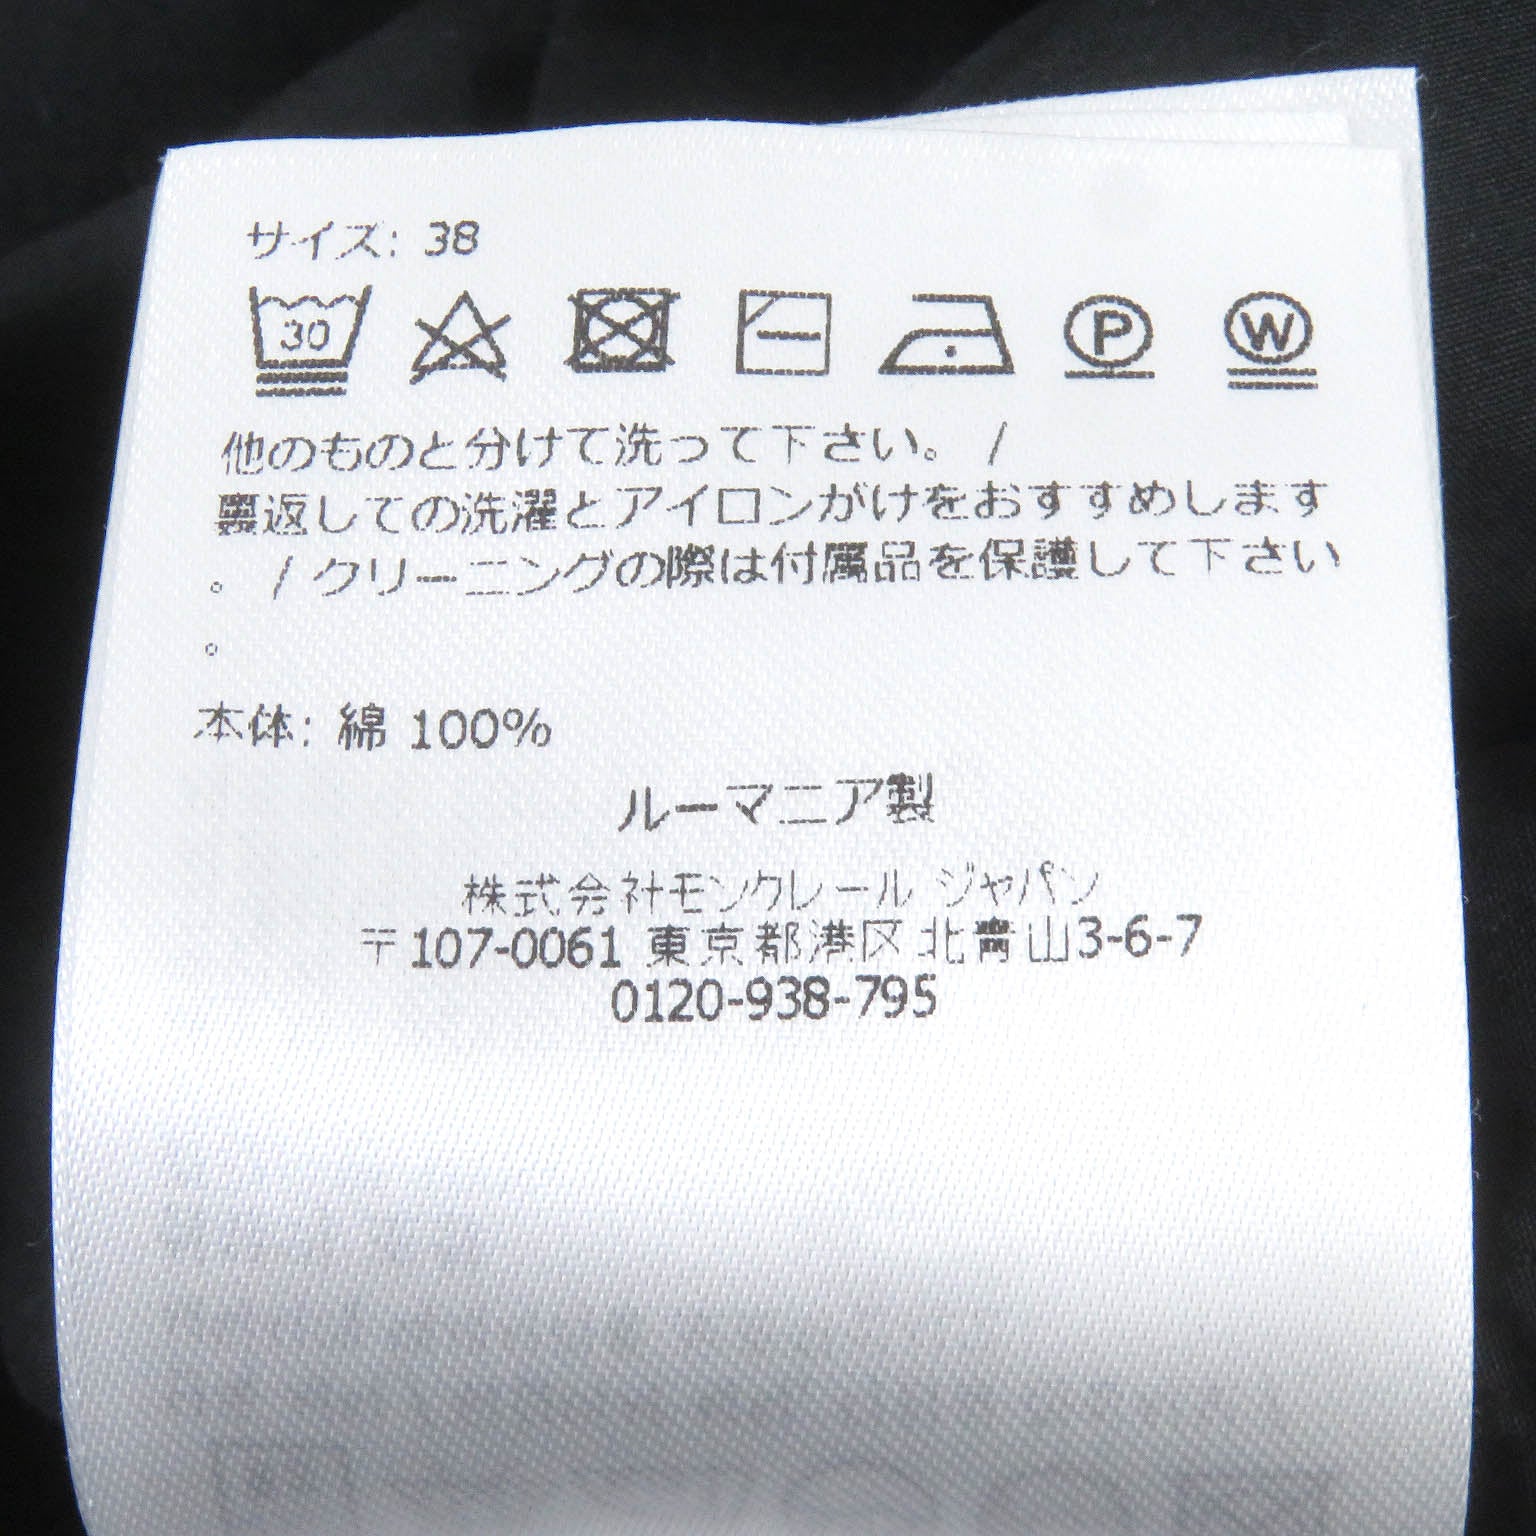 サイズ: 38
30
P
W
他のものと分けて洗って下さい。 /
裏返しての洗濯とアイロンがけをおすすめします
。 / クリーニングの際は付属品を保護して下さい
。
本体: 綿 100%
ルーマニア製
株式会社モンクレール ジャパン
〒107-0061 東京都港区北青山3-6-7
0120-938-795